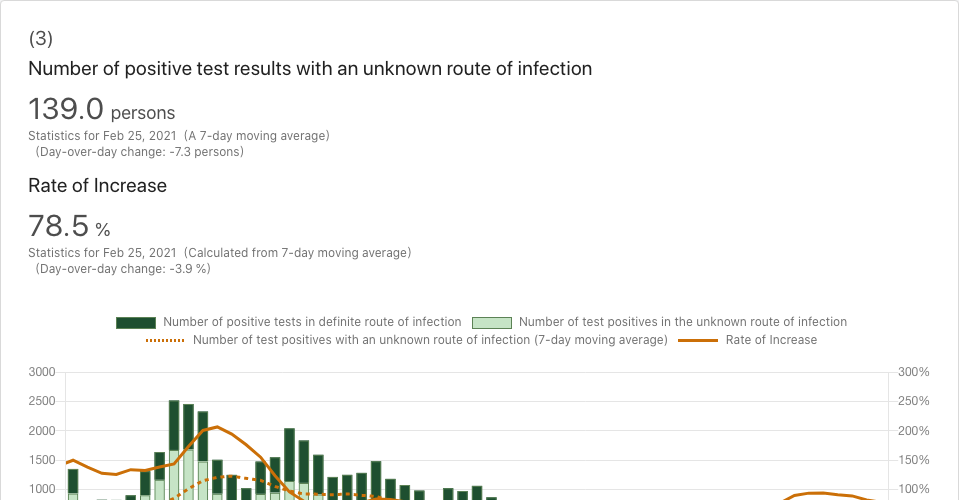 (3)
Number of positive test results with an unknown route of infection
139.0 persons
Statistics for Feb 25, 2021 (A 7-day moving average)
(Day-over-day change: -7.3 persons)
Rate of Increase
78.5 %
Statistics for Feb 25, 2021 (Calculated from 7-day moving average)
(Day-over-day change: -3.9 %)
Number of positive tests in definite route of infection Number of test positives in the unknown route of infection
Number of test positives with an unknown route of infection (7-day moving average) Rate of Increase
3000 300%
2500 250%
2000 200%
1500 150%
1000 100%